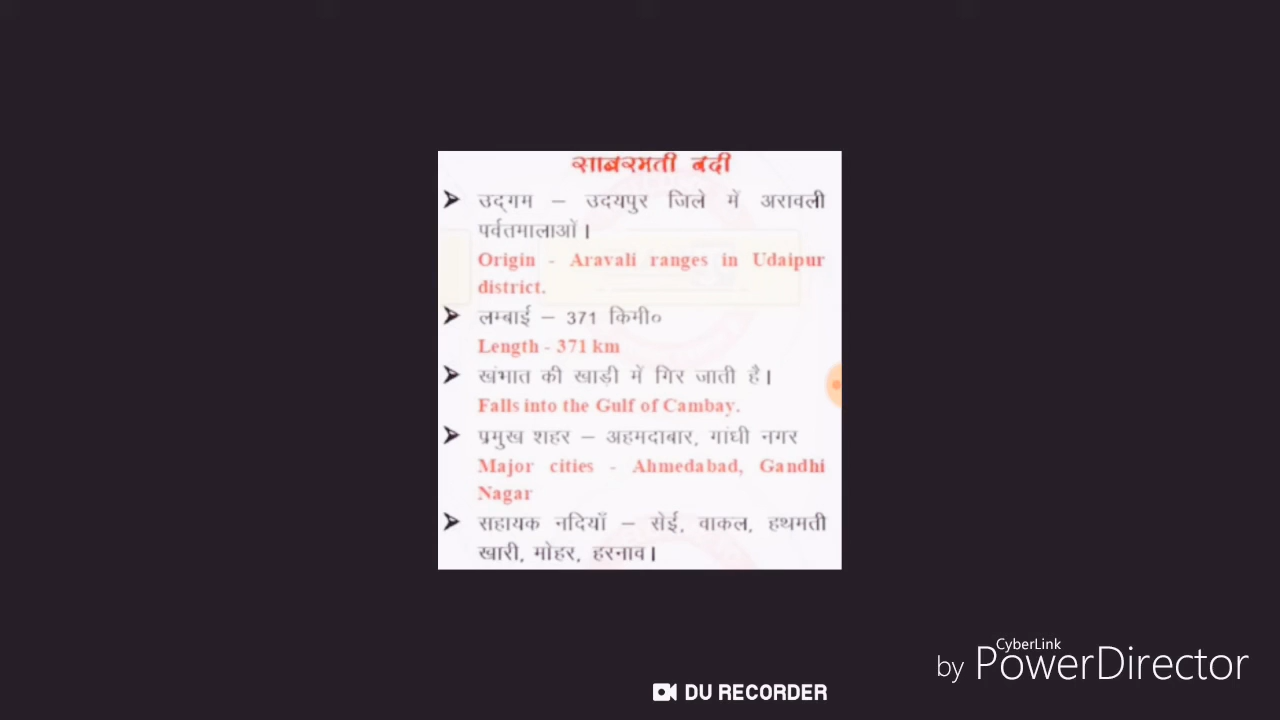 साबरमती नदी
➤ उद्गम – उदयपुर जिले में अरावली
पर्वतमालाओं।
Origin - Aravali ranges in Udaipur
district.
➤ लम्बाई – 371 किमी०
Length - 371 km
➤ खंभात की खाड़ी में गिर जाती है।
Falls into the Gulf of Cambay.
➤ प्रमुख शहर – अहमदाबार, गांधी नगर
Major cities - Ahmedabad, Gandhi
Nagar
➤ सहायक नदियाँ – सेई, वाकल, हथमती
खारी, मोहर, हरनाव।
CyberLink
by PowerDirector
DU RECORDER